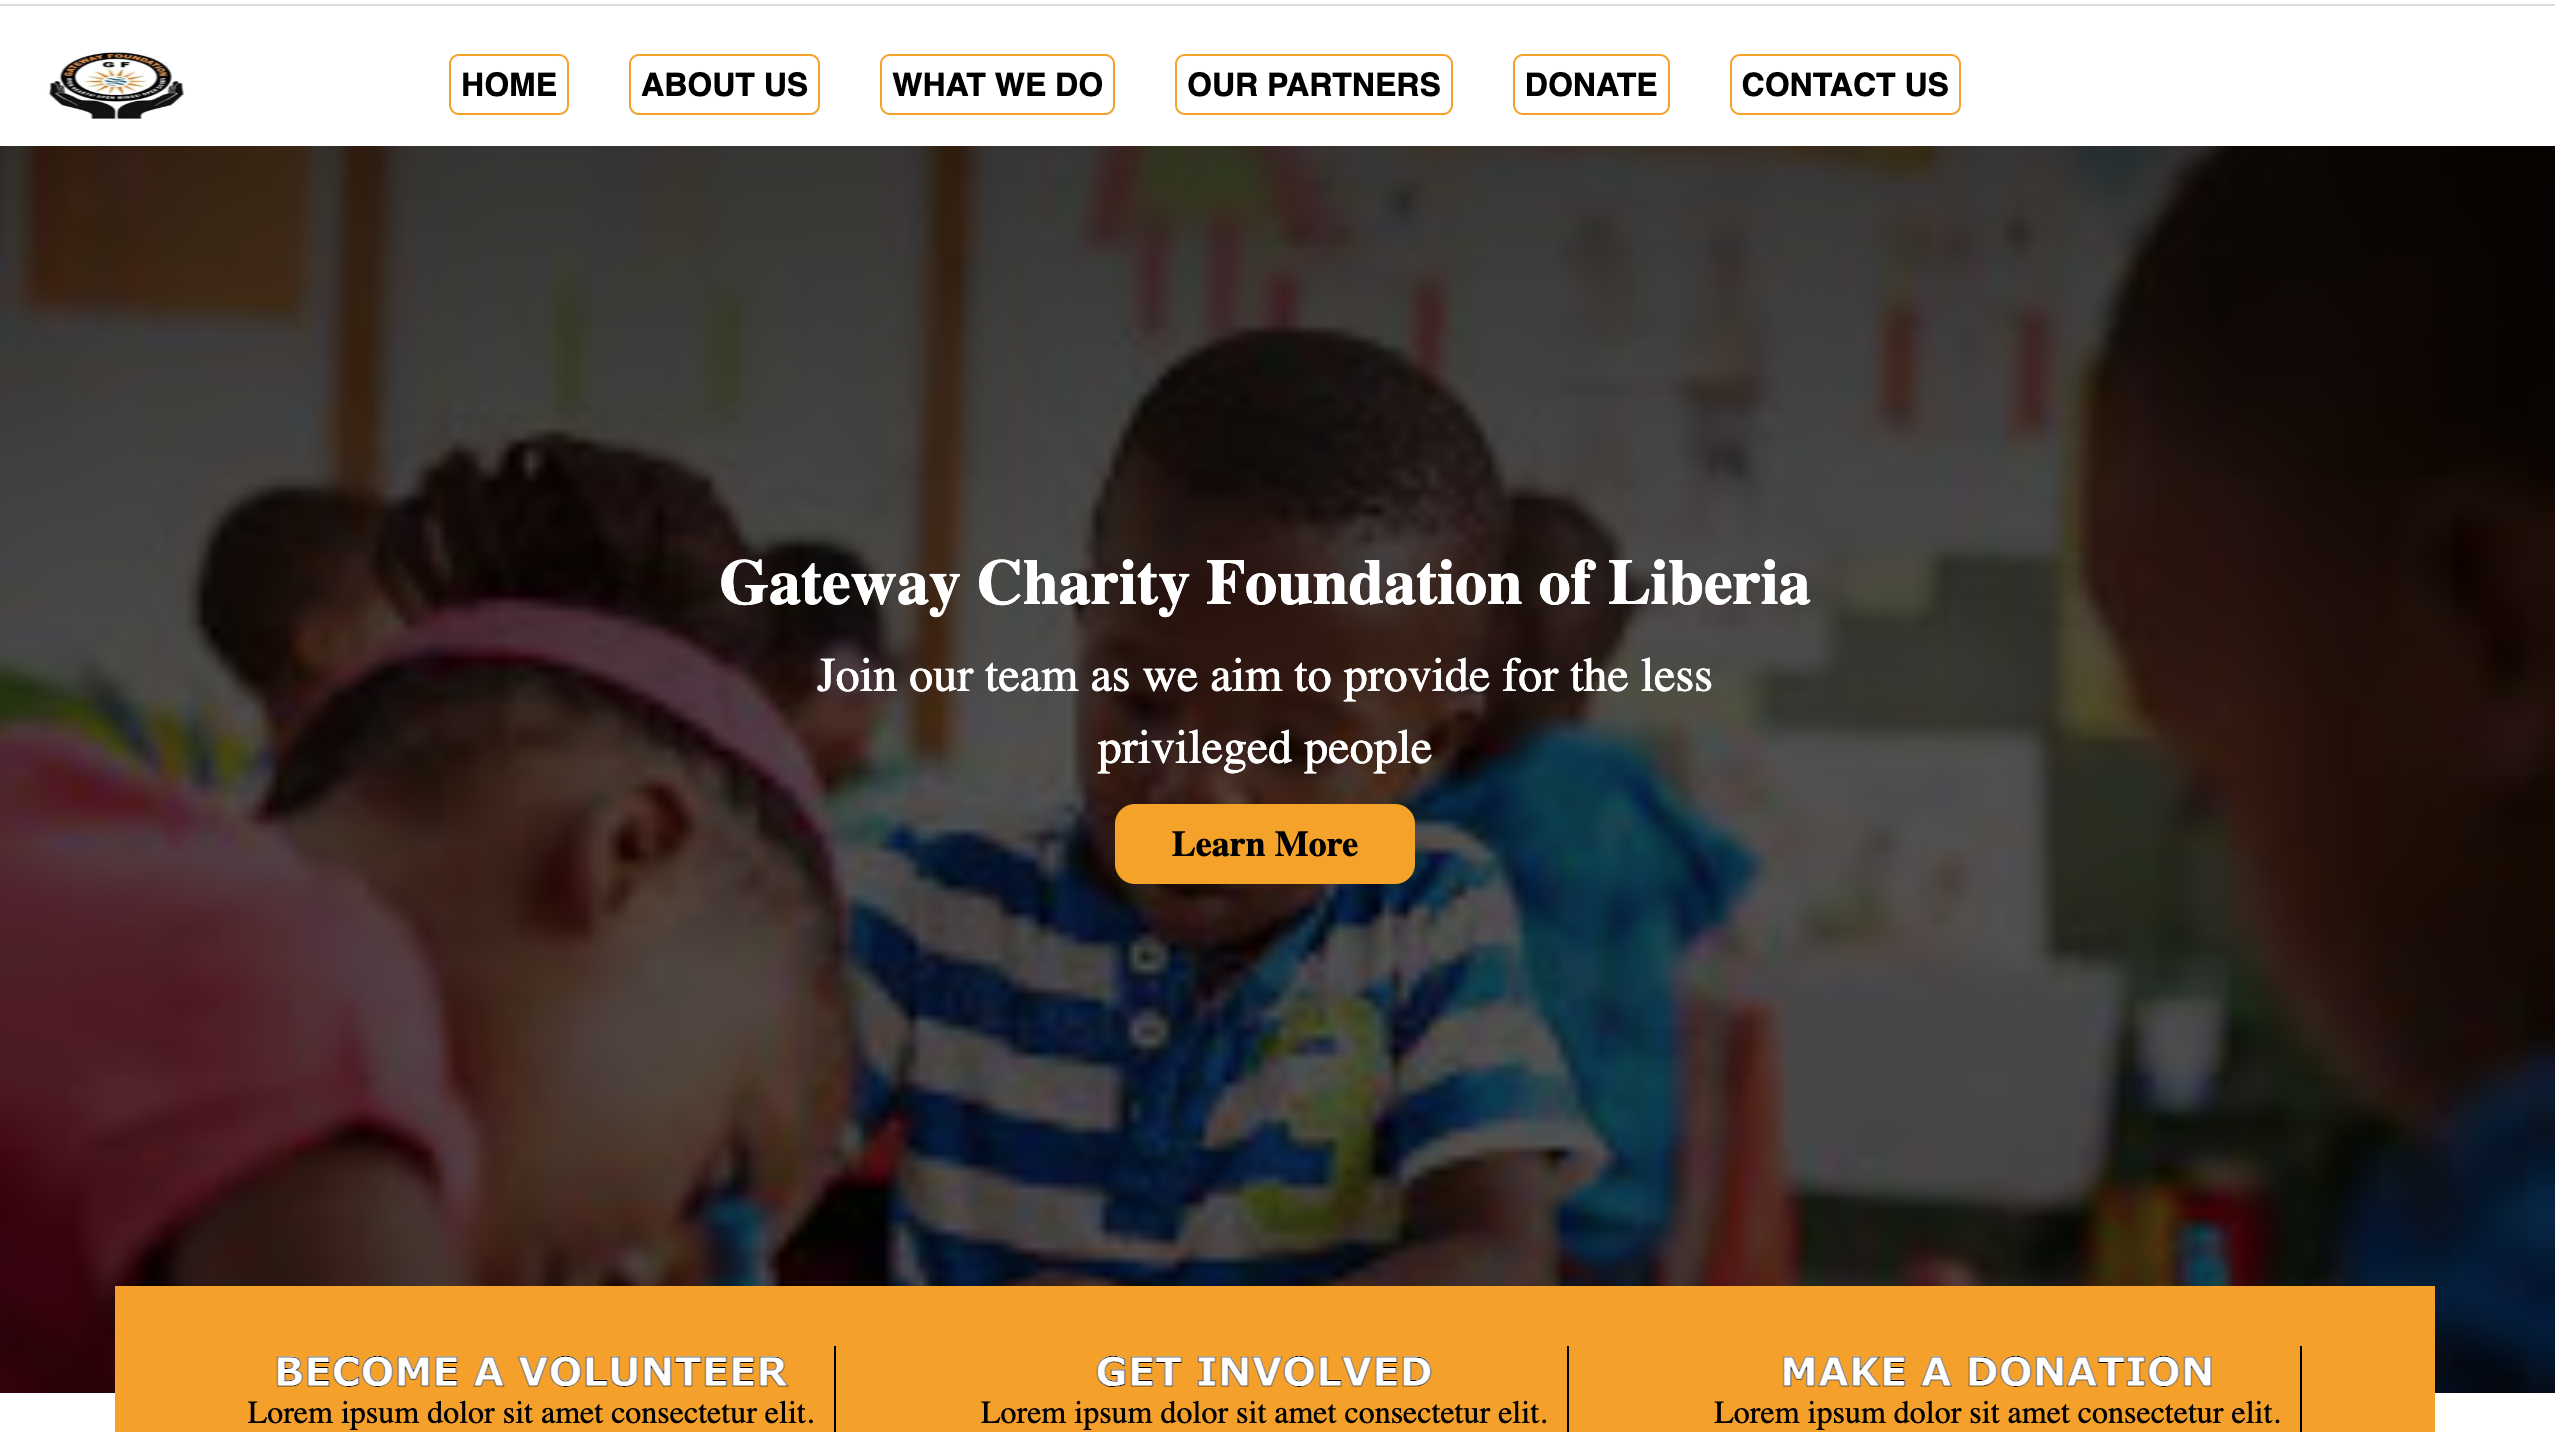 GATEWAY FOUNDATION
G F
HOME
ABOUT US
WHAT WE DO
OUR PARTNERS
DONATE
CONTACT US
Gateway Charity Foundation of Liberia
Join our team as we aim to provide for the less
privileged people
Learn More
BECOME A VOLUNTEER
Lorem ipsum dolor sit amet consectetur elit.
GET INVOLVED
Lorem ipsum dolor sit amet consectetur elit.
MAKE A DONATION
Lorem ipsum dolor sit amet consectetur elit.